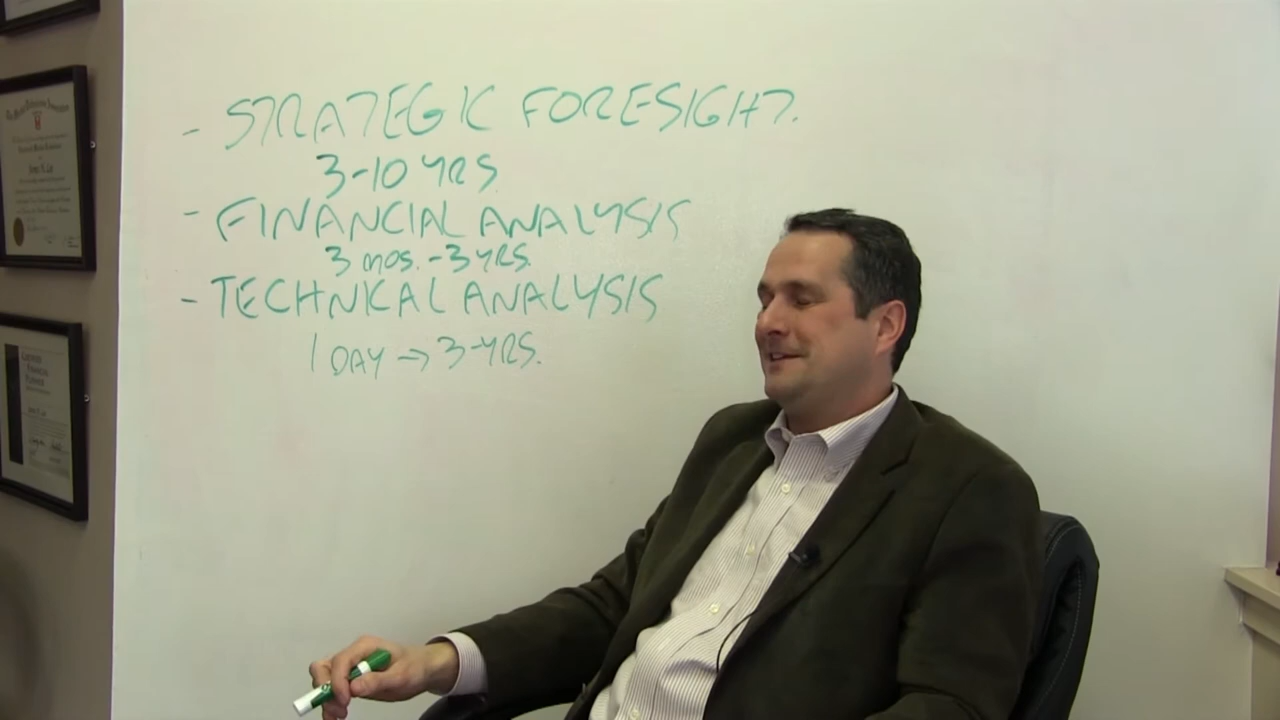 - STRATEGIC FORESIGHT.
3-10 YRS.
- FINANCIAL ANALYSIS
3 MOS. - 3 YRS.
- TECHNICAL ANALYSIS
1 DAY → 3-YRS.